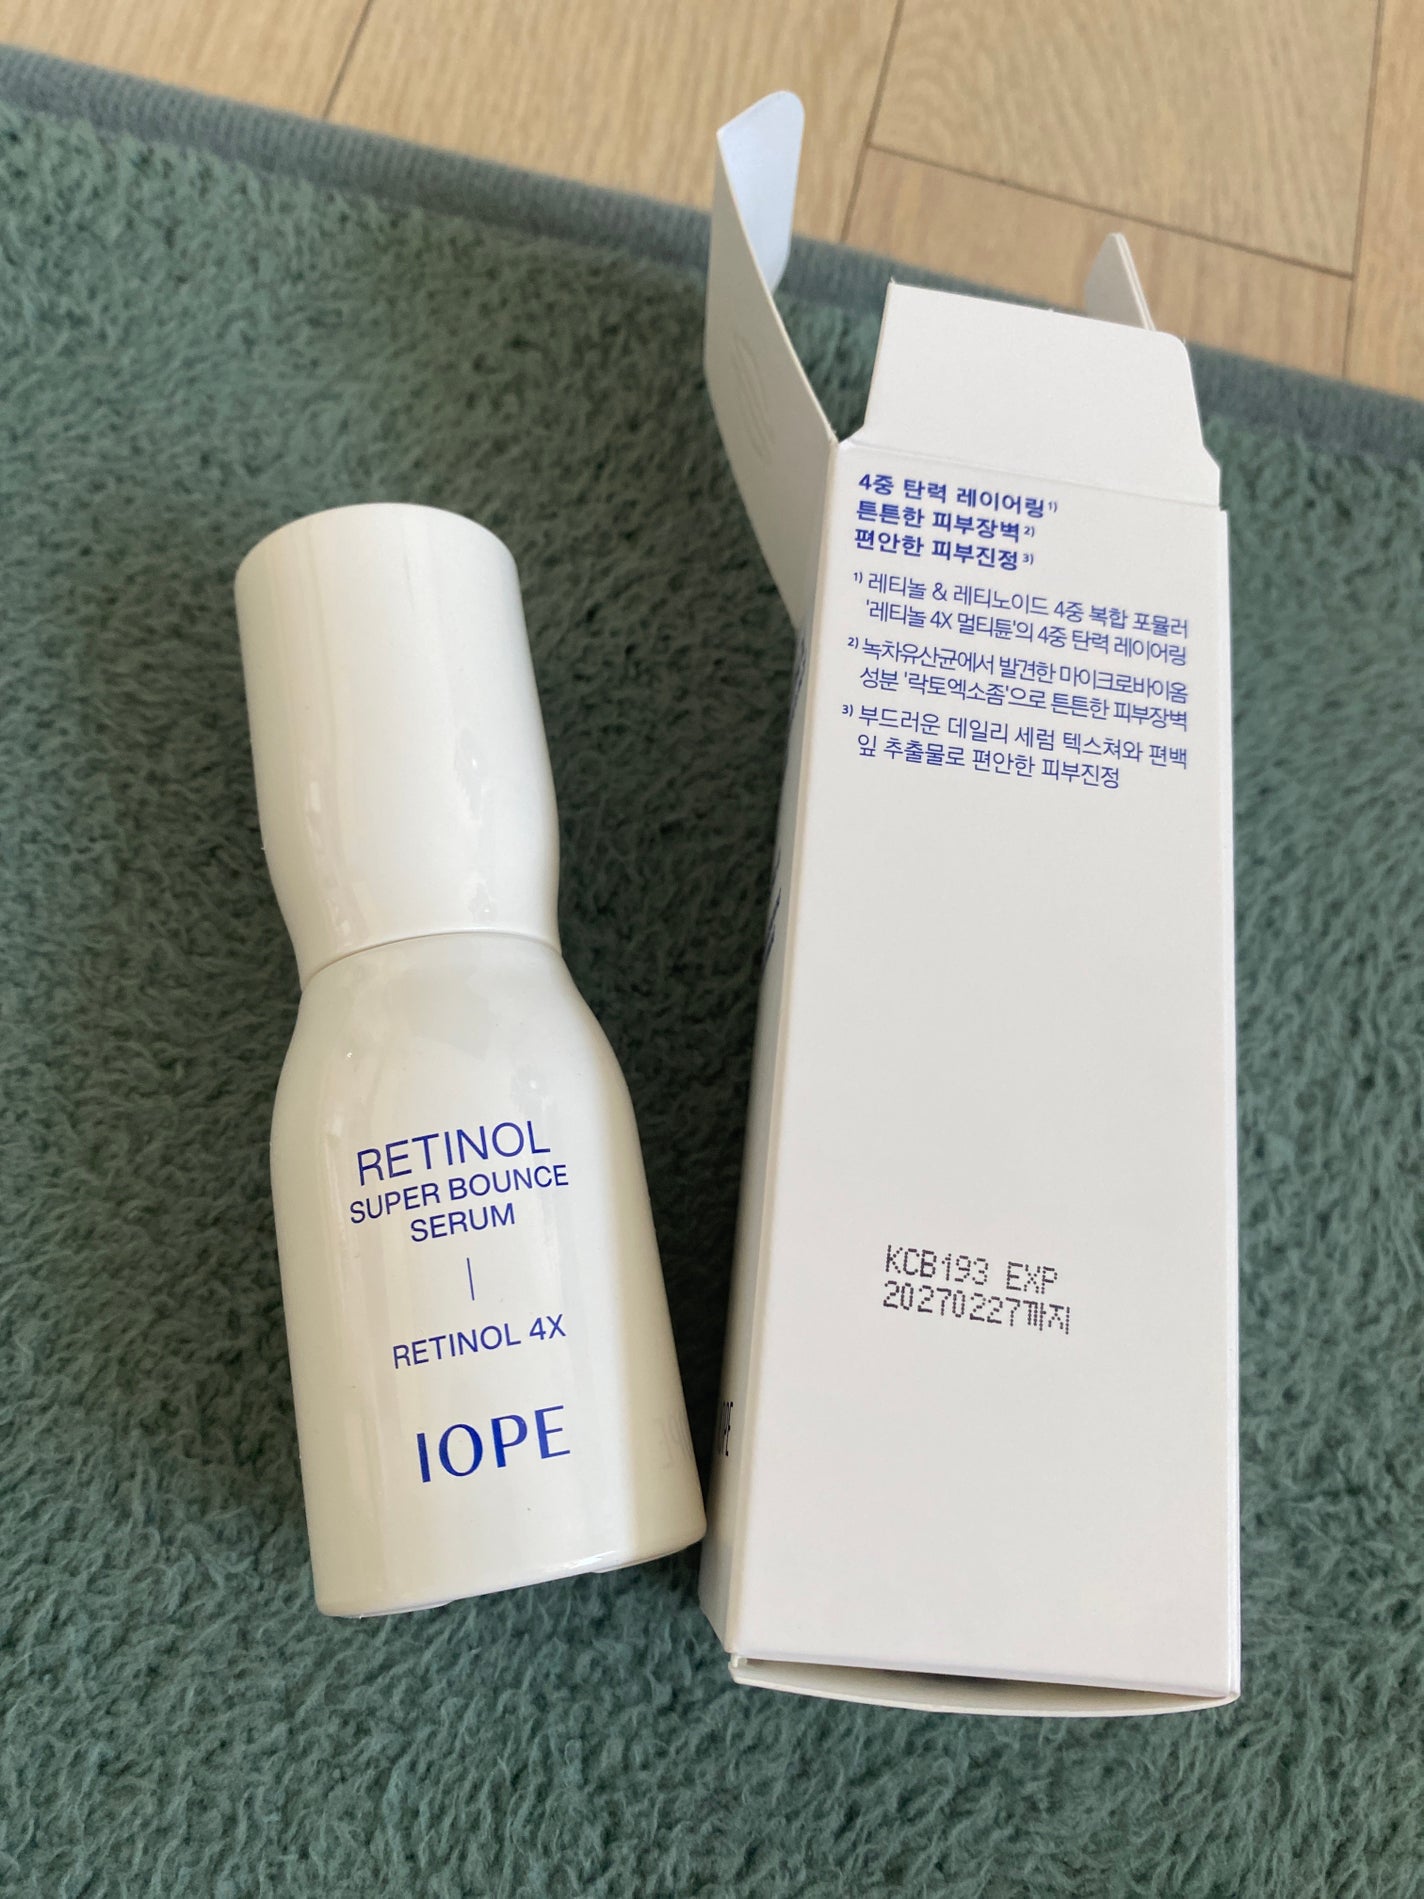 RETINOL
SUPER BOUNCE
SERUM
RETINOL 4X
IOPE
4중 탄력 레이어링¹⁾
튼튼한 피부장벽²⁾
편안한 피부진정³⁾
¹⁾ 레티놀 & 레티노이드 4중 복합 포뮬러
'레티놀 4X 멀티튠'의 4중 탄력 레이어링
²⁾ 녹차유산균에서 발견한 마이크로바이옴
성분 '락토엑소좀'으로 튼튼한 피부장벽
³⁾ 부드러운 데일리 세럼 텍스쳐와 편백
잎 추출물로 편안한 피부진정
KCB193 EXP
20270227까지